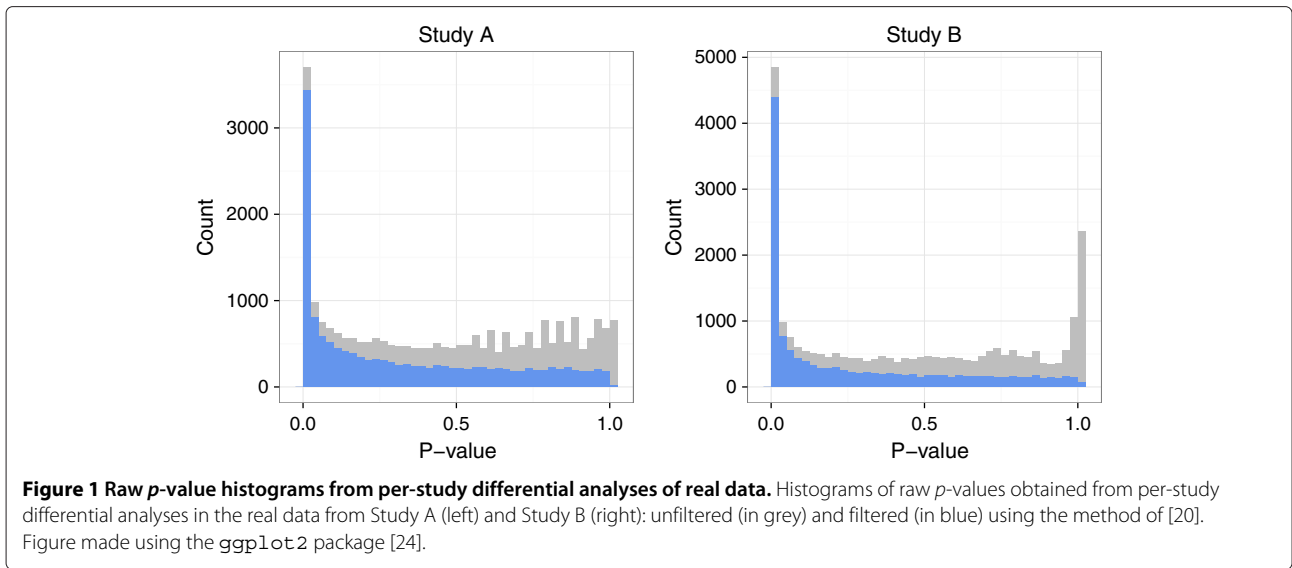 Study A
Study B
3000
2000
1000
0
Count
0.0
0.5
1.0
P−value
5000
4000
3000
2000
1000
0
Count
0.0
0.5
1.0
P−value
Figure 1 Raw p-value histograms from per-study differential analyses of real data. Histograms of raw p-values obtained from per-study
differential analyses in the real data from Study A (left) and Study B (right): unfiltered (in grey) and filtered (in blue) using the method of [20].
Figure made using the ggplot2 package [24].